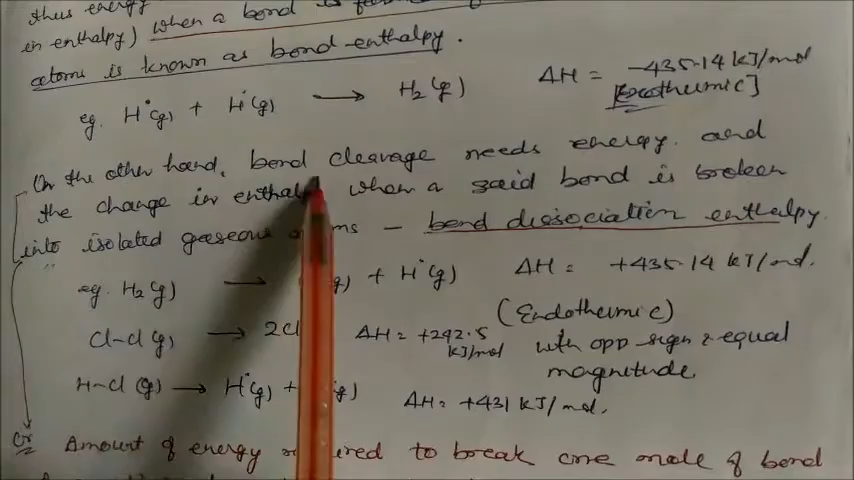 thus energy
in enthalpy) when a bond is
atoms is known as bond enthalpy.
eg. H•(g) + H•(g) ⟶ H₂(g) ΔH = -435.14 kJ/mol
[Exothermic]
On the other hand, bond cleavage needs energy. and
the change in enthalpy when a said bond is broken
into isolated gaseous - bond dissociation enthalpy.
eg. H₂(g) ⟶ + H•(g) ΔH = +435.14 kJ/mol.
(Endothermic)
Cl-Cl(g) ⟶ 2Cl ΔH = +292.5 kJ/mol
with opp sign & equal
magnitude
H-Cl(g) ⟶ H•(g) + ΔH = +431 kJ/mol.
Or Amount of energy to break one mole of bond